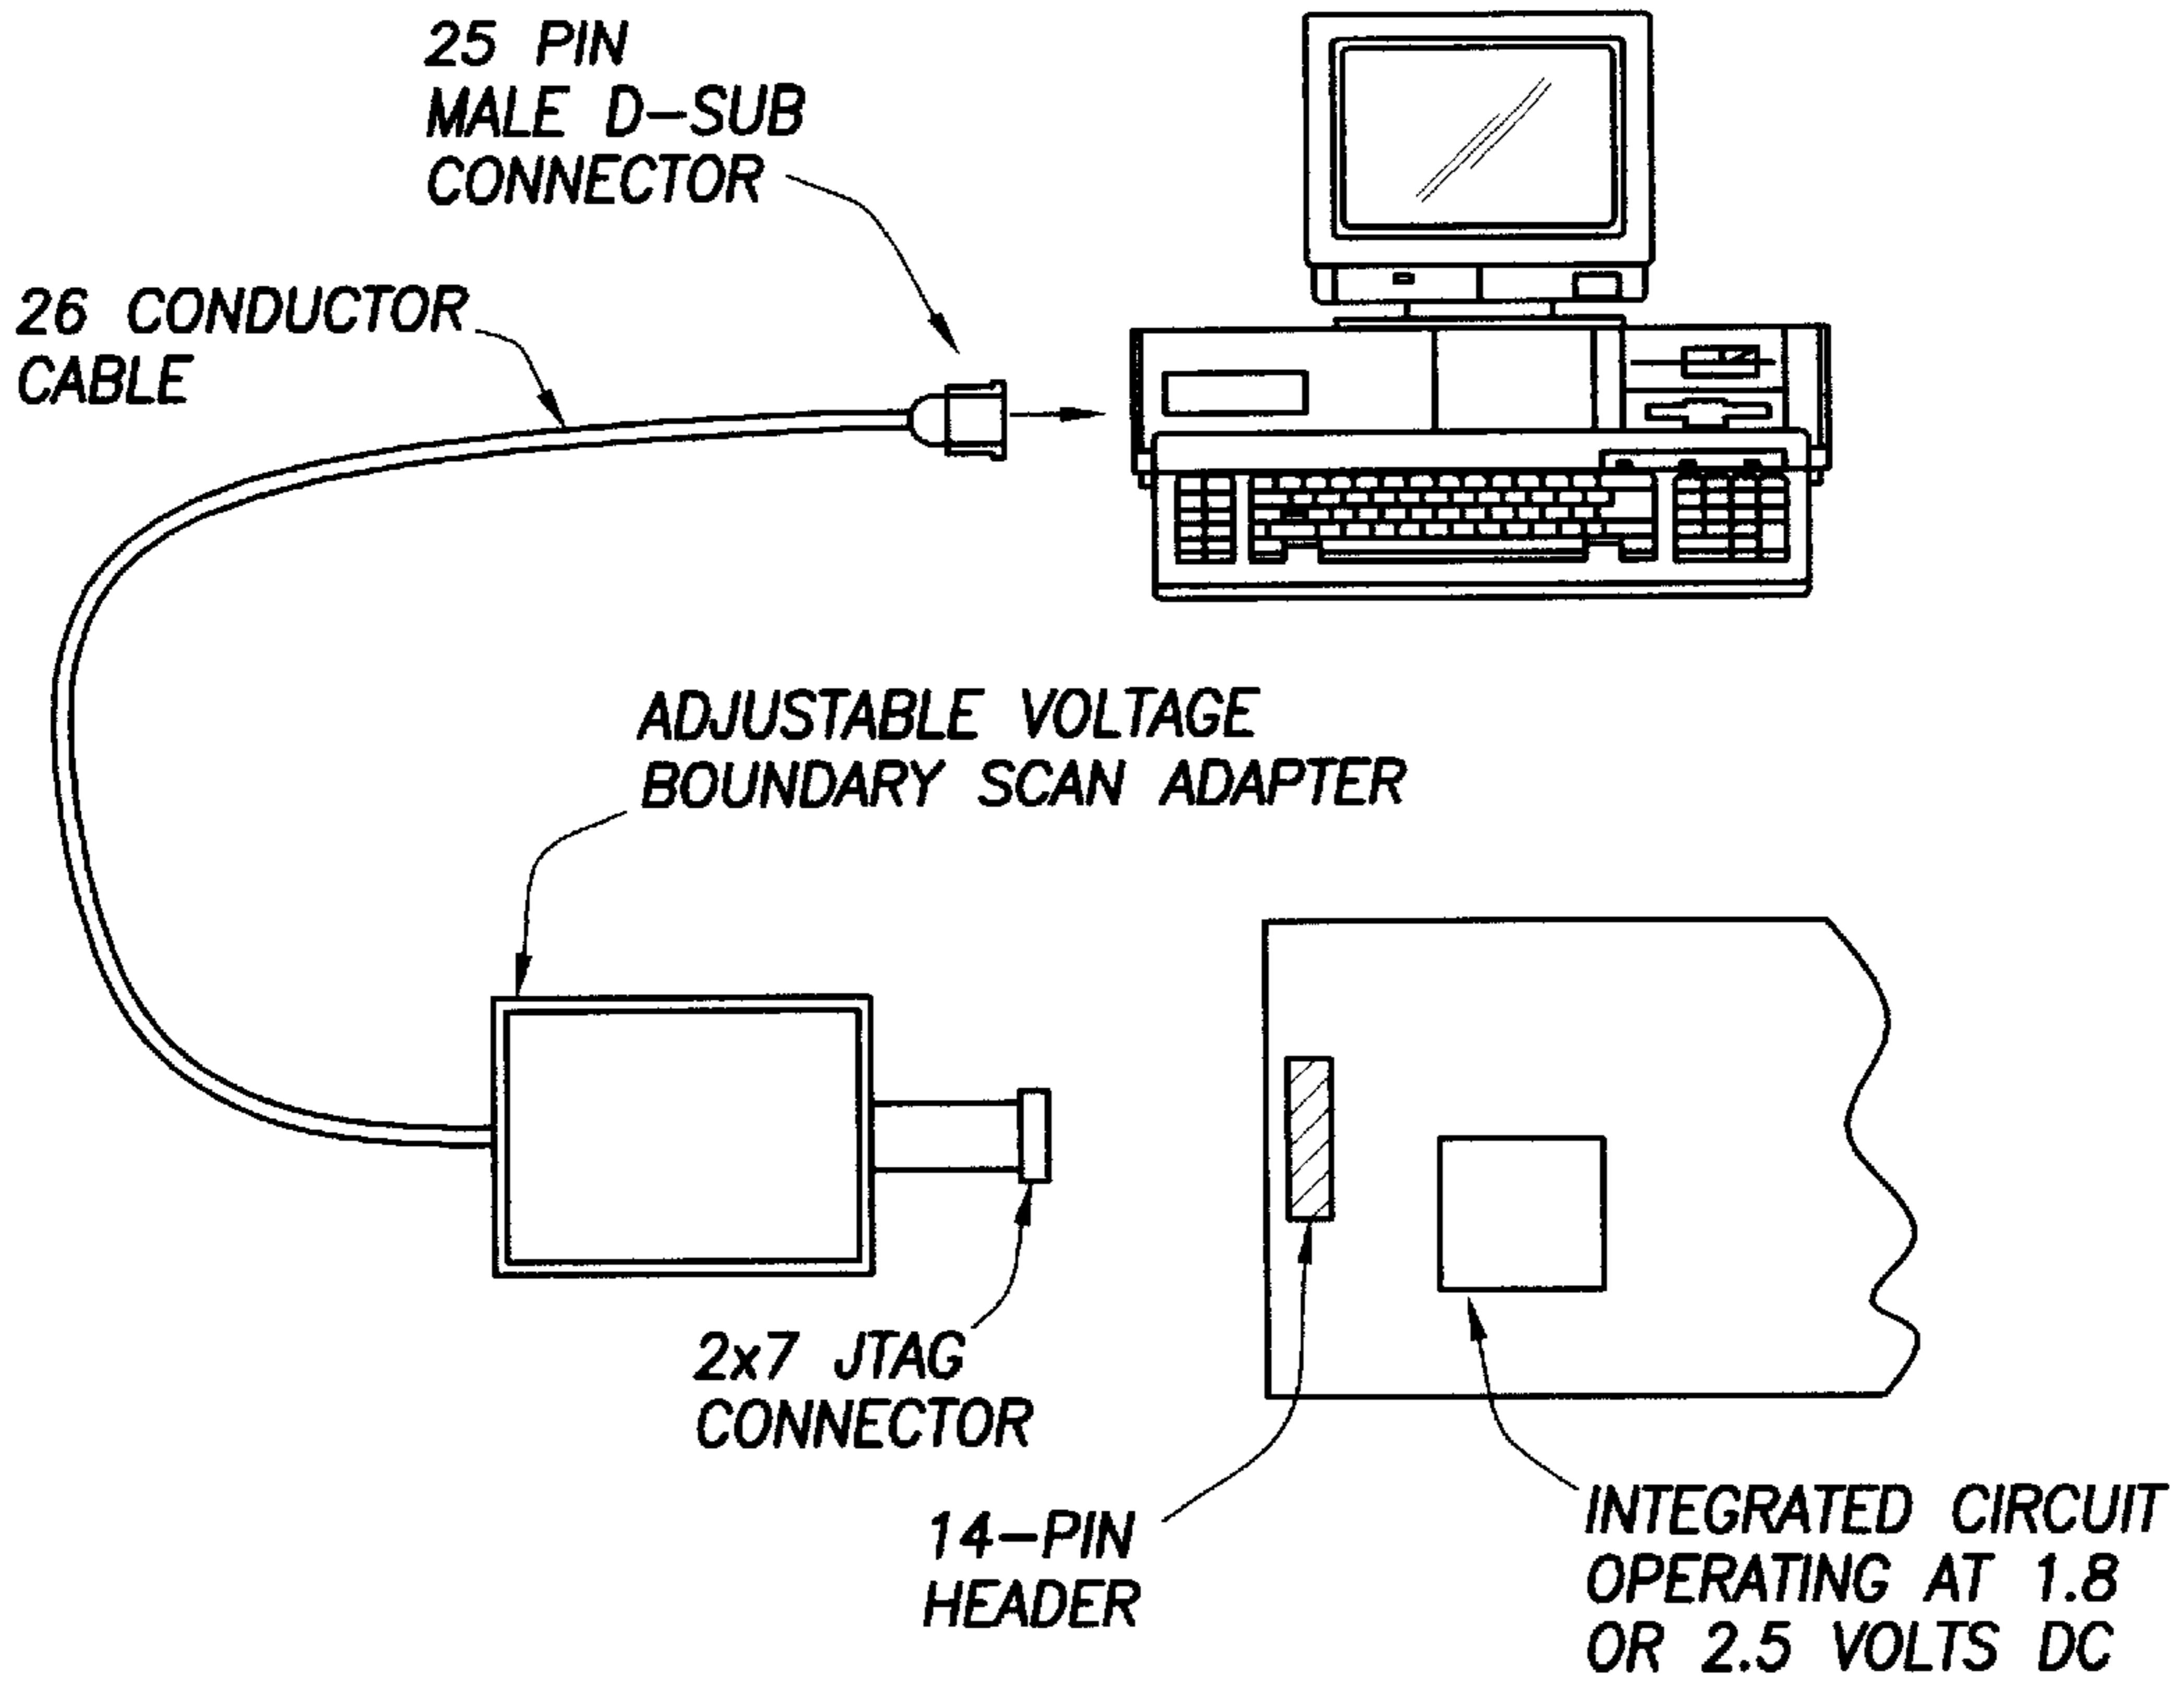 25 PIN
MALE D-SUB
CONNECTOR
26 CONDUCTOR
CABLE
ADJUSTABLE VOLTAGE
BOUNDARY SCAN ADAPTER
2x7 JTAG
CONNECTOR
14-PIN
HEADER
INTEGRATED CIRCUIT
OPERATING AT 1.8
OR 2.5 VOLTS DC